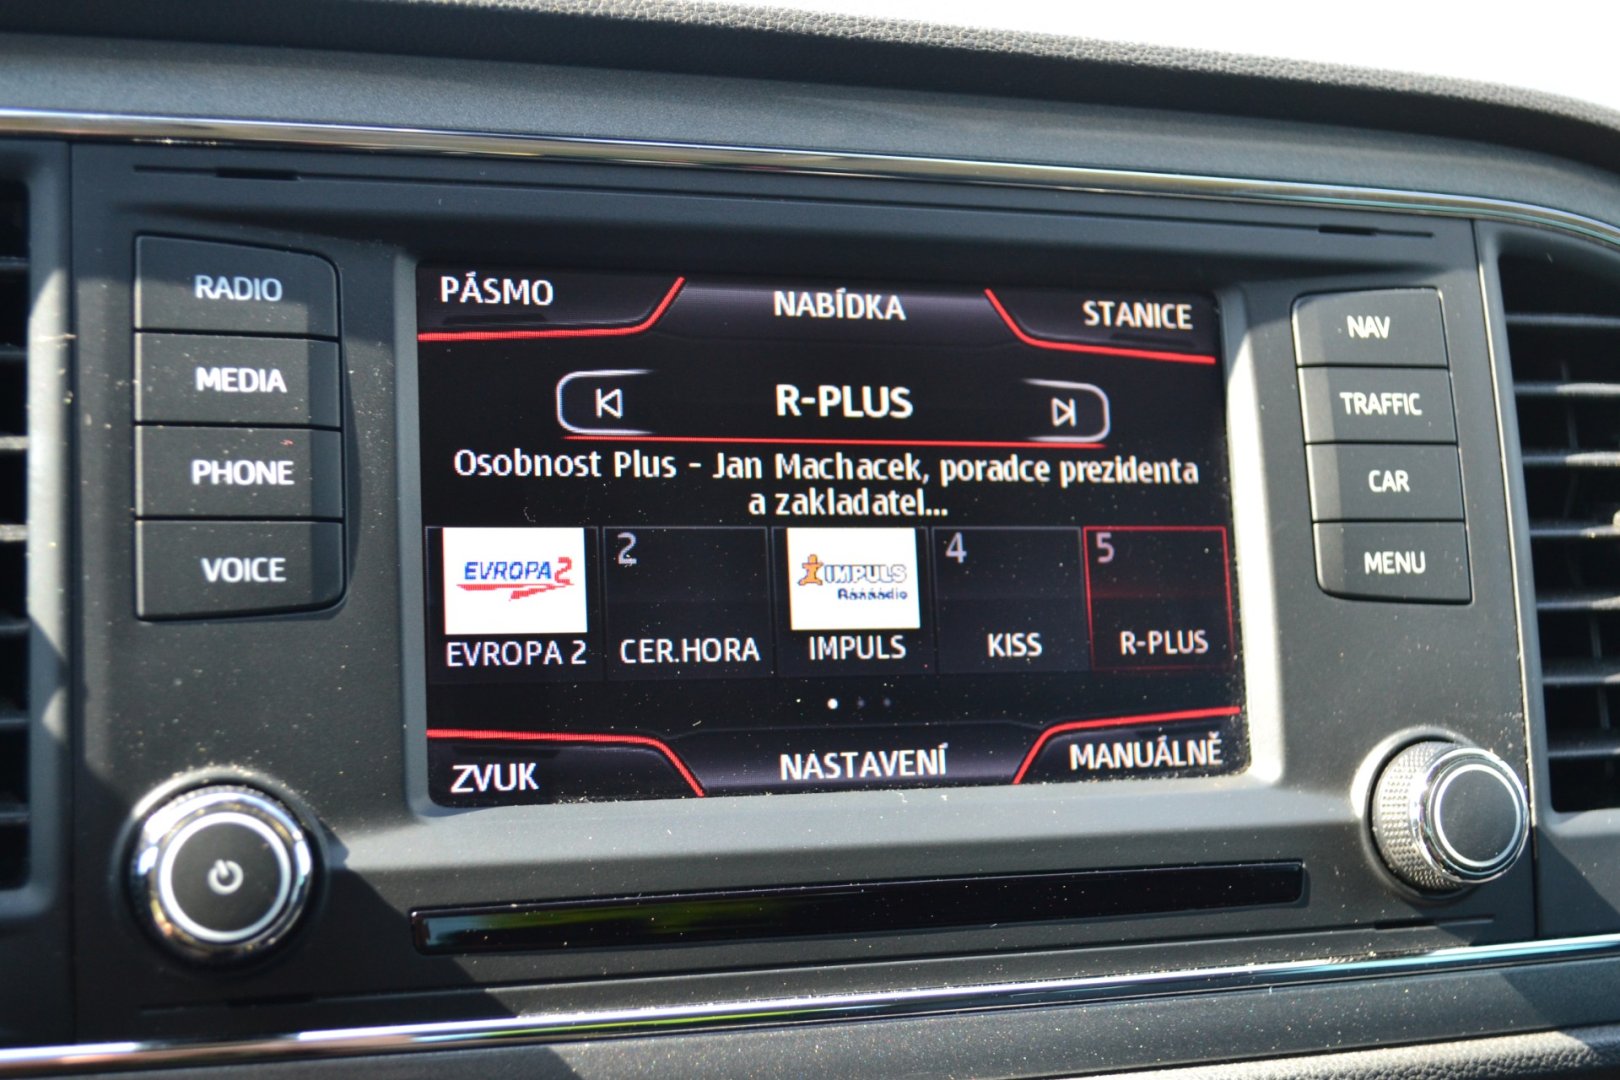 RADIO
MEDIA
PHONE
VOICE
PÁSMO
NABÍDKA
STANICE
R-PLUS
Osobnost Plus - Jan Machacek, poradce prezidenta
a zakladatel...
EVROPA 2
EVROPA 2
2
CER.HORA
IMPULS
Ráááádio
IMPULS
4
KISS
5
R-PLUS
ZVUK
NASTAVENÍ
MANUÁLNĚ
NAV
TRAFFIC
CAR
MENU